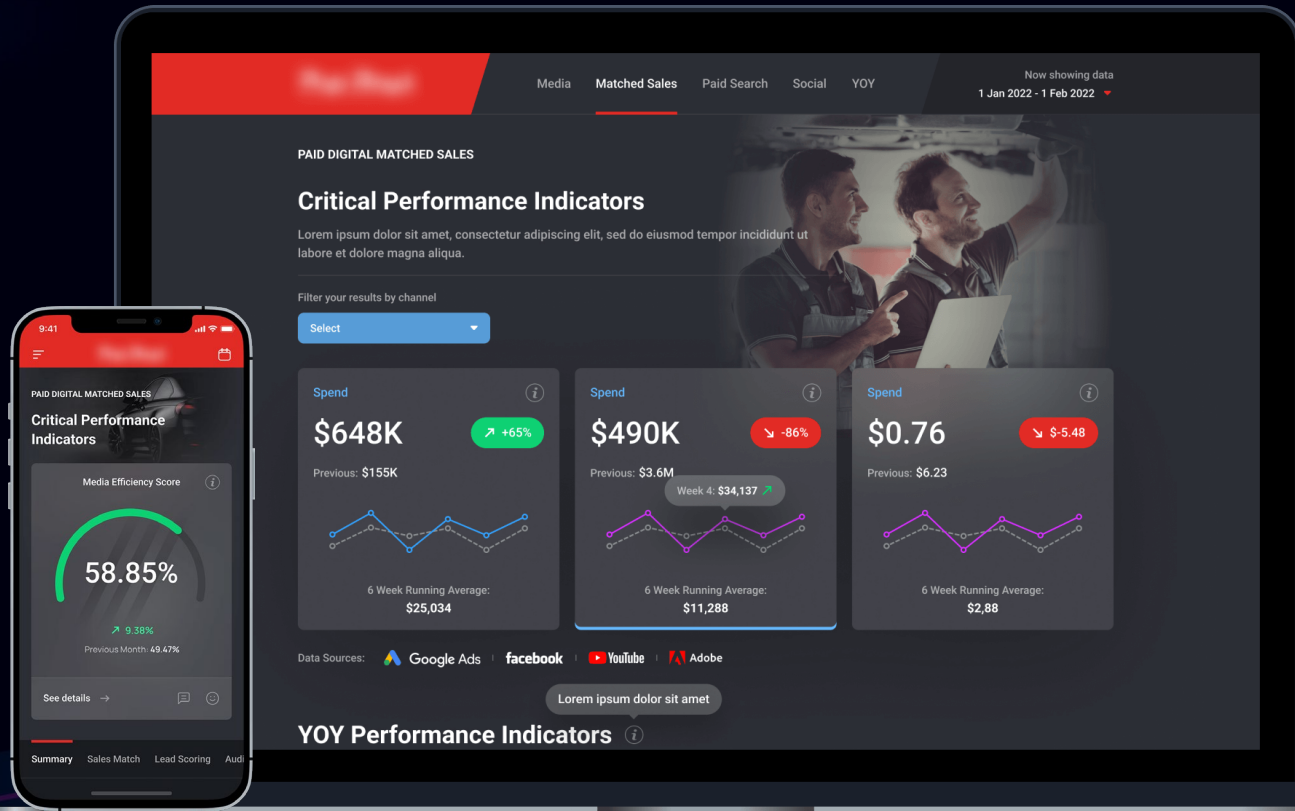 Media
Matched Sales
Paid Search
Social
YOY
Now showing data
1 Jan 2022 - 1 Feb 2022
PAID DIGITAL MATCHED SALES
Critical Performance Indicators
Lorem ipsum dolor sit amet, consectetur adipiscing elit, sed do eiusmod tempor incididunt ut
labore et dolore magna aliqua.
Filter your results by channel
Select
Spend
$648K
+65%
Previous: $155K
6 Week Running Average:
$25,034
Spend
$490K
-86%
Previous: $3.6M
Week 4: $34,137
6 Week Running Average:
$11,288
Spend
$0.76
$-5.48
Previous: $6.23
6 Week Running Average:
$2,88
Data Sources:
Google Ads
facebook
YouTube
Adobe
Lorem ipsum dolor sit amet
YOY Performance Indicators
9:41
PAID DIGITAL MATCHED SALES
Critical Performance
Indicators
Media Efficiency Score
58.85%
9.38%
Previous Month: 49.47%
See details
Summary
Sales Match
Lead Scoring
Audi